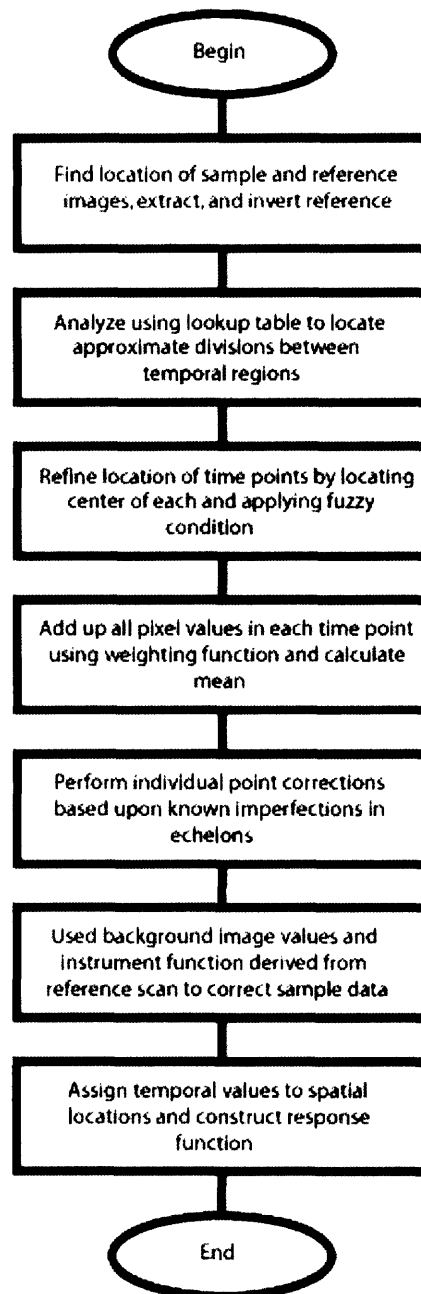 Begin
Find location of sample and reference
images, extract, and invert reference
Analyze using lookup table to locate
approximate divisions between
temporal regions
Refine location of time points by locating
center of each and applying fuzzy
condition
Add up all pixel values in each time point
using weighting function and calculate
mean
Perform individual point corrections
based upon known imperfections in
echelons
Used background image values and
instrument function derived from
reference scan to correct sample data
Assign temporal values to spatial
locations and construct response
function
End